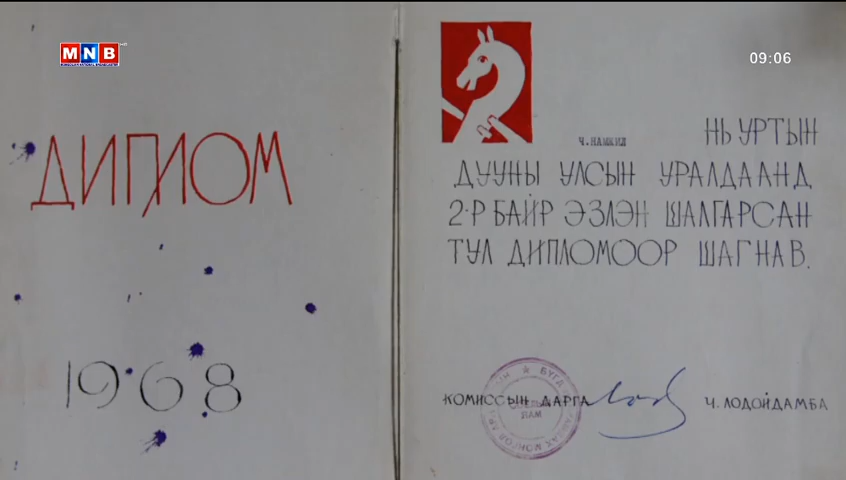 MNB
09:06
ДИПЛОМ
1968
Ч.НАМЖИЛ НЬ УРТЫН
ДУУНЫ УЛСЫН УРАЛДААНД
2-Р БАЙР ЭЗЛЭН ШАЛГАРСАН
ТУЛ ДИПЛОМООР ШАГНАВ.
КОМИССЫН ДАРГА Ч. ЛОДОЙДАМБА